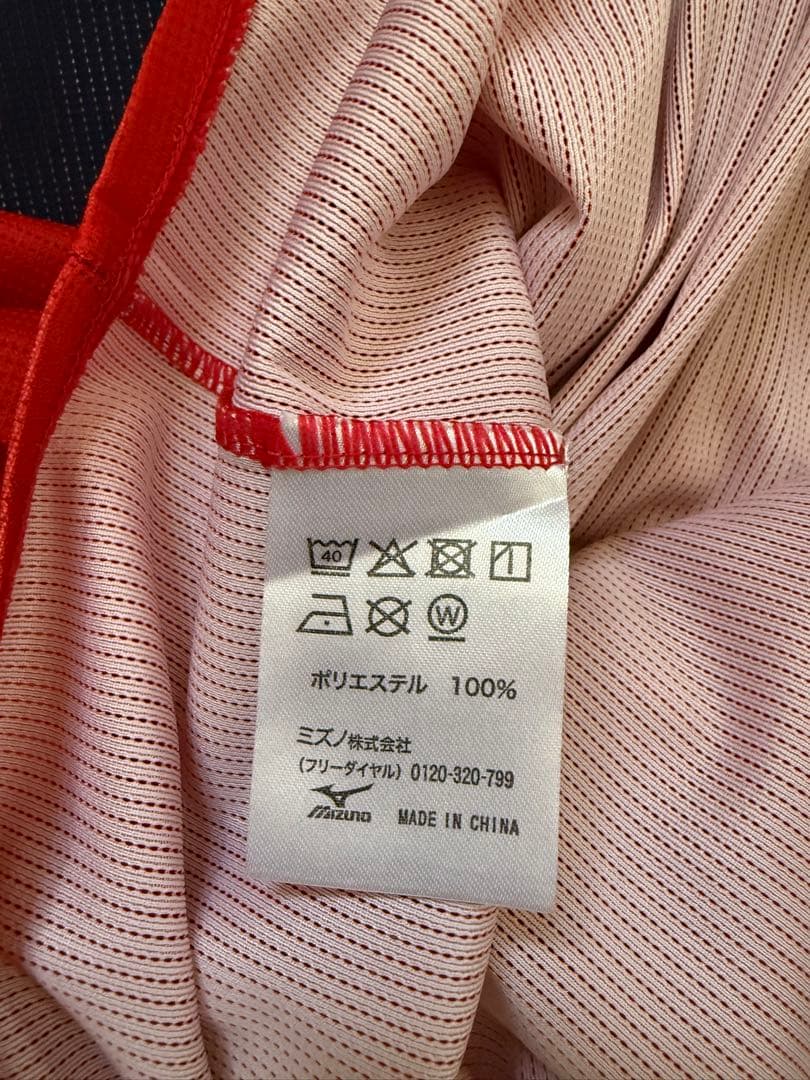 40
W
ポリエステル 100%
ミズノ株式会社
(フリーダイヤル) 0120-320-799
Mizuno MADE IN CHINA